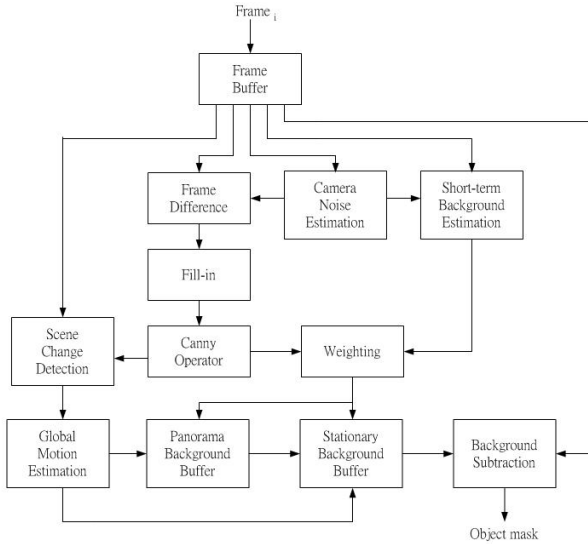 Frame i
Frame
Buffer
Frame
Difference
Camera
Noise
Estimation
Short-term
Background
Estimation
Fill-in
Scene
Change
Detection
Canny
Operator
Weighting
Global
Motion
Estimation
Panorama
Background
Buffer
Stationary
Background
Buffer
Background
Subtraction
Object mask